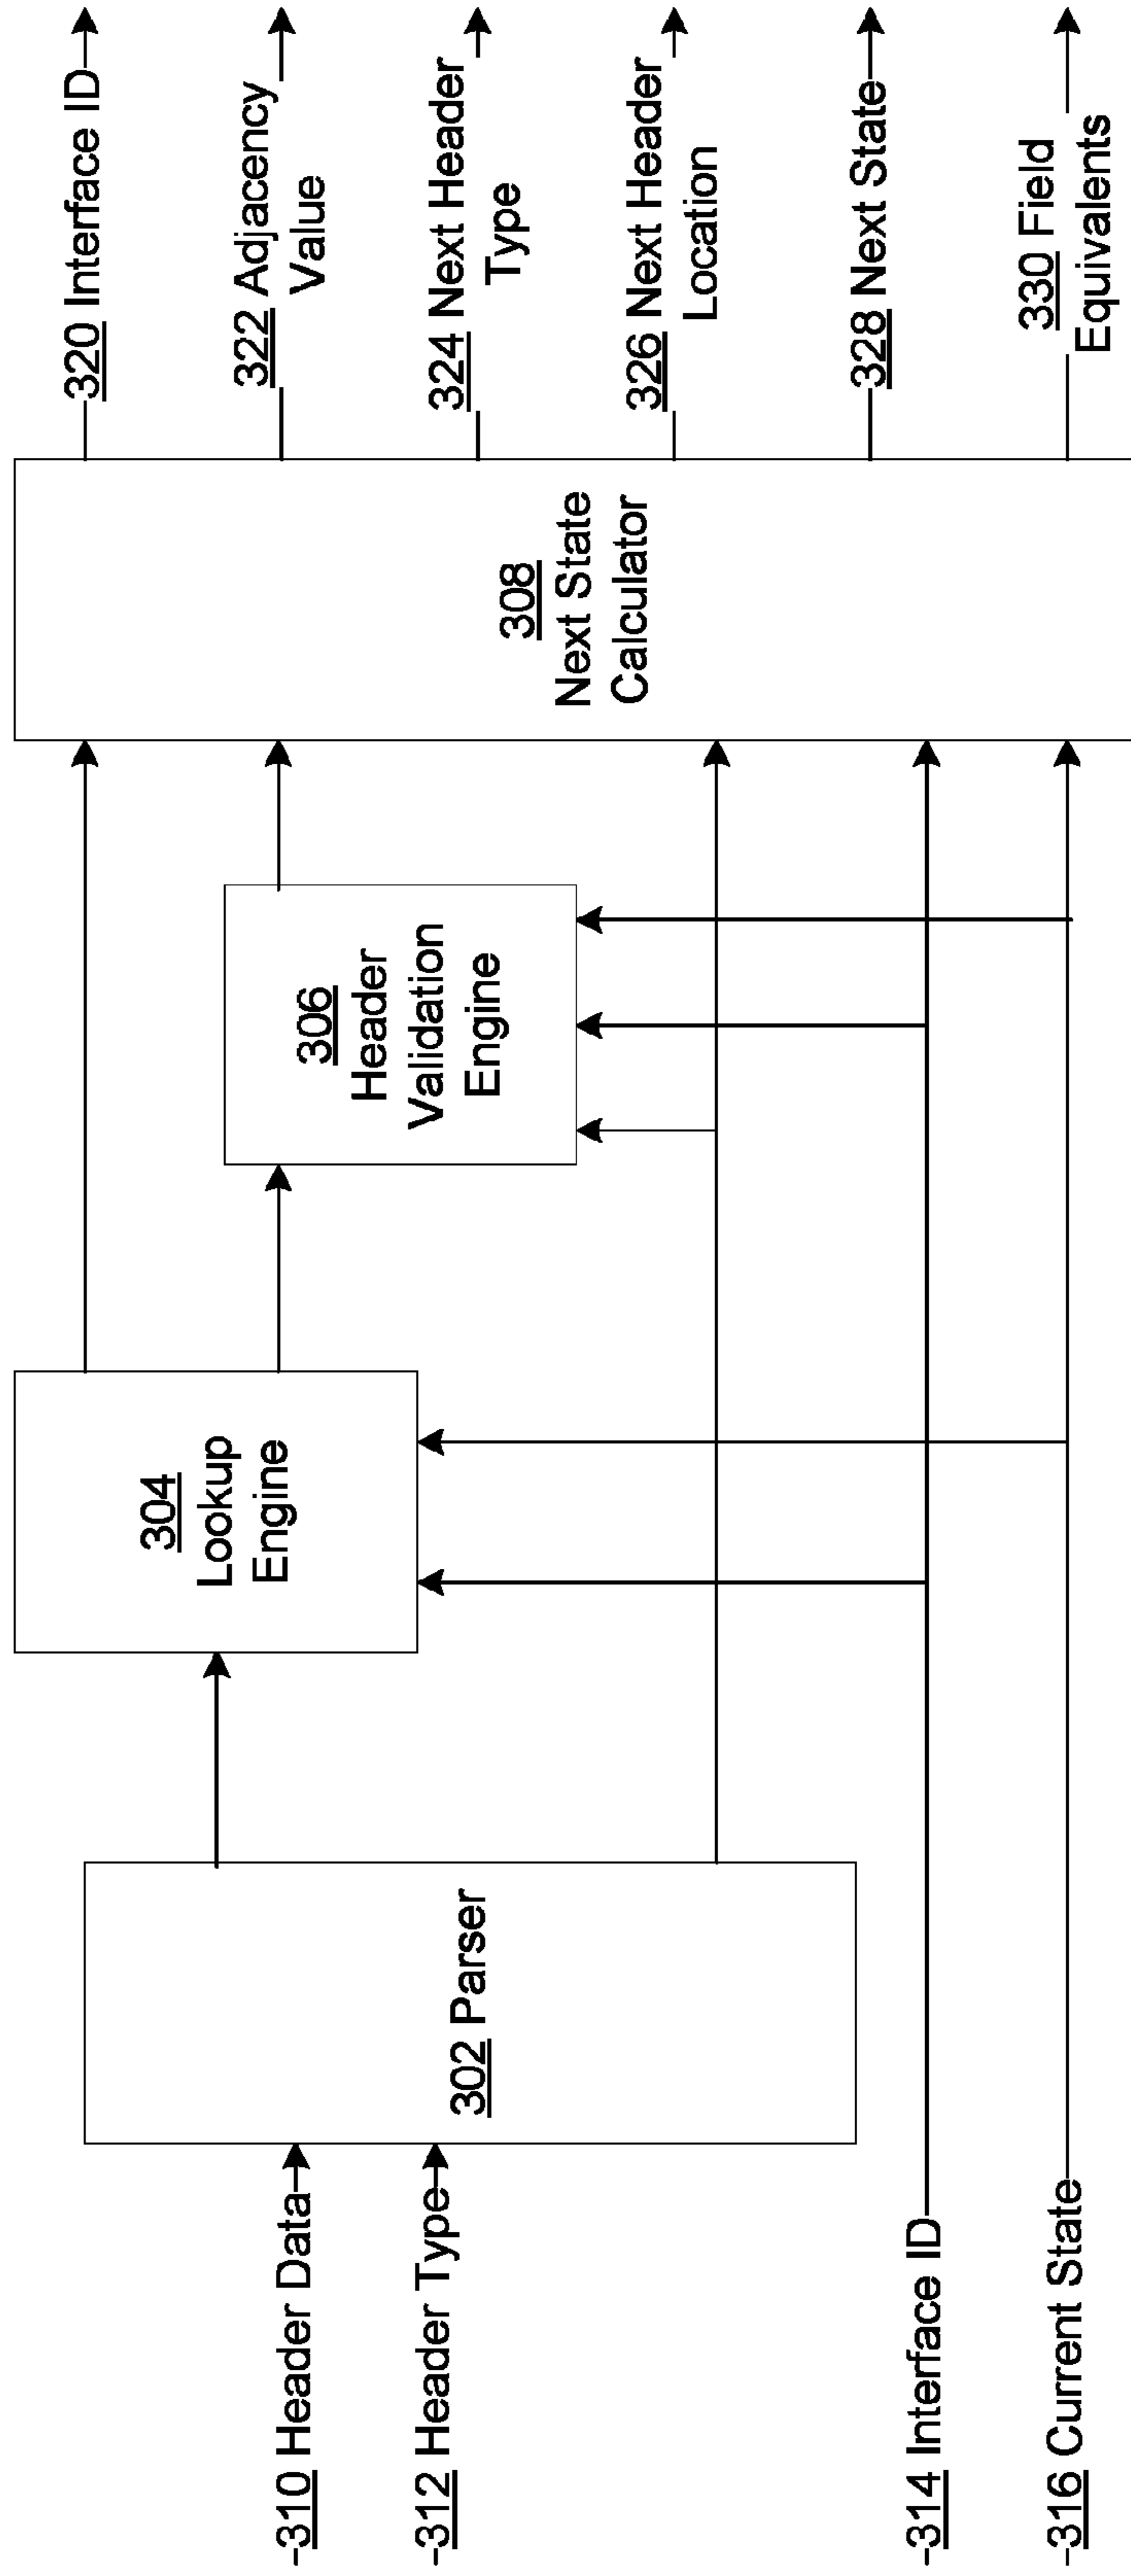 310 Header Data
312 Header Type
314 Interface ID
316 Current State
302 Parser
304
Lookup
Engine
306
Header
Validation
Engine
308
Next State
Calculator
320 Interface ID
322 Adjacency
Value
324 Next Header
Type
326 Next Header
Location
328 Next State
330 Field
Equivalents